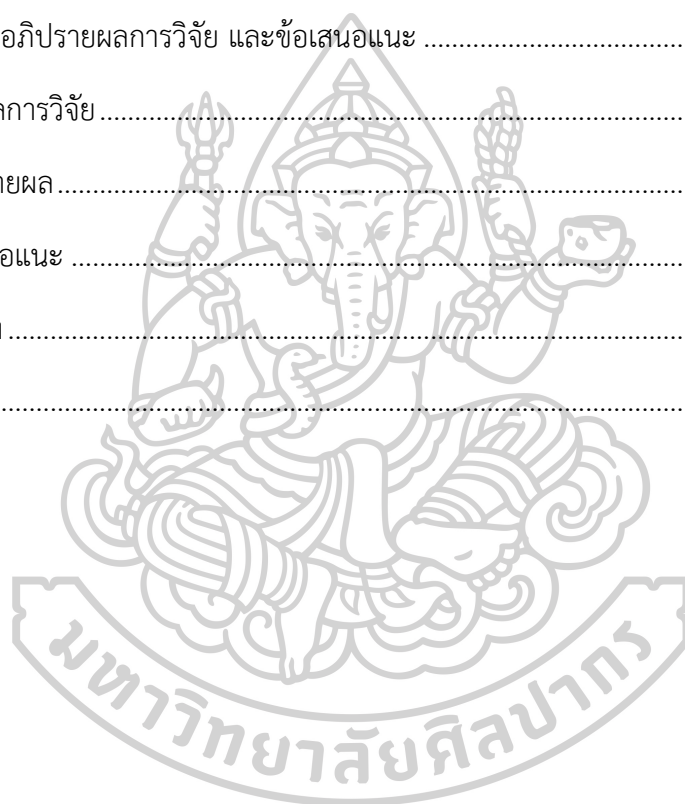 อภิปรายผลการวิจัย และข้อเสนอแนะ ................................................
ลการวิจัย ................................................................................................
ายผล ................................................................................................
อแนะ ................................................................................................
................................................................................................
................................................................................................
มหาวิทยาลัยศิลปากร